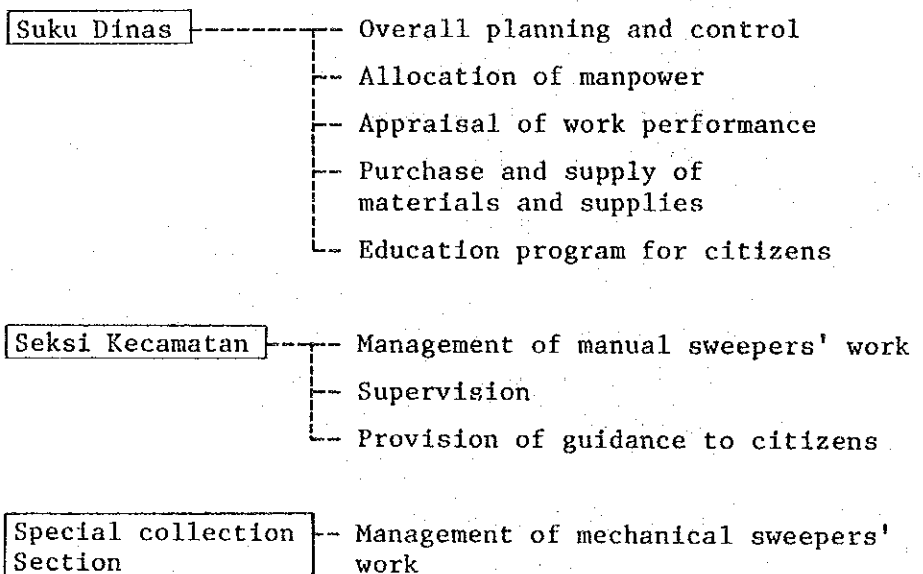 Suku Dinas Overall planning and control
Allocation of manpower
Appraisal of work performance
Purchase and supply of
materials and supplies
Education program for citizens
Seksi Kecamatan Management of manual sweepers' work
Supervision
Provision of guidance to citizens
Special collection Management of mechanical sweepers'
Section work